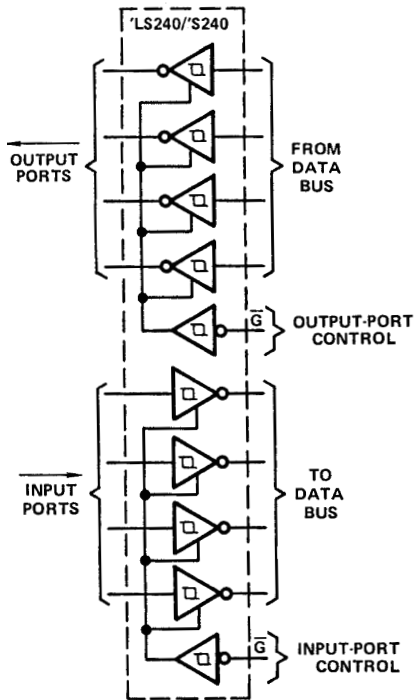 'LS240/'S240
OUTPUT
PORTS
FROM
DATA
BUS
G̅
OUTPUT-PORT
CONTROL
INPUT
PORTS
TO
DATA
BUS
G̅
INPUT-PORT
CONTROL